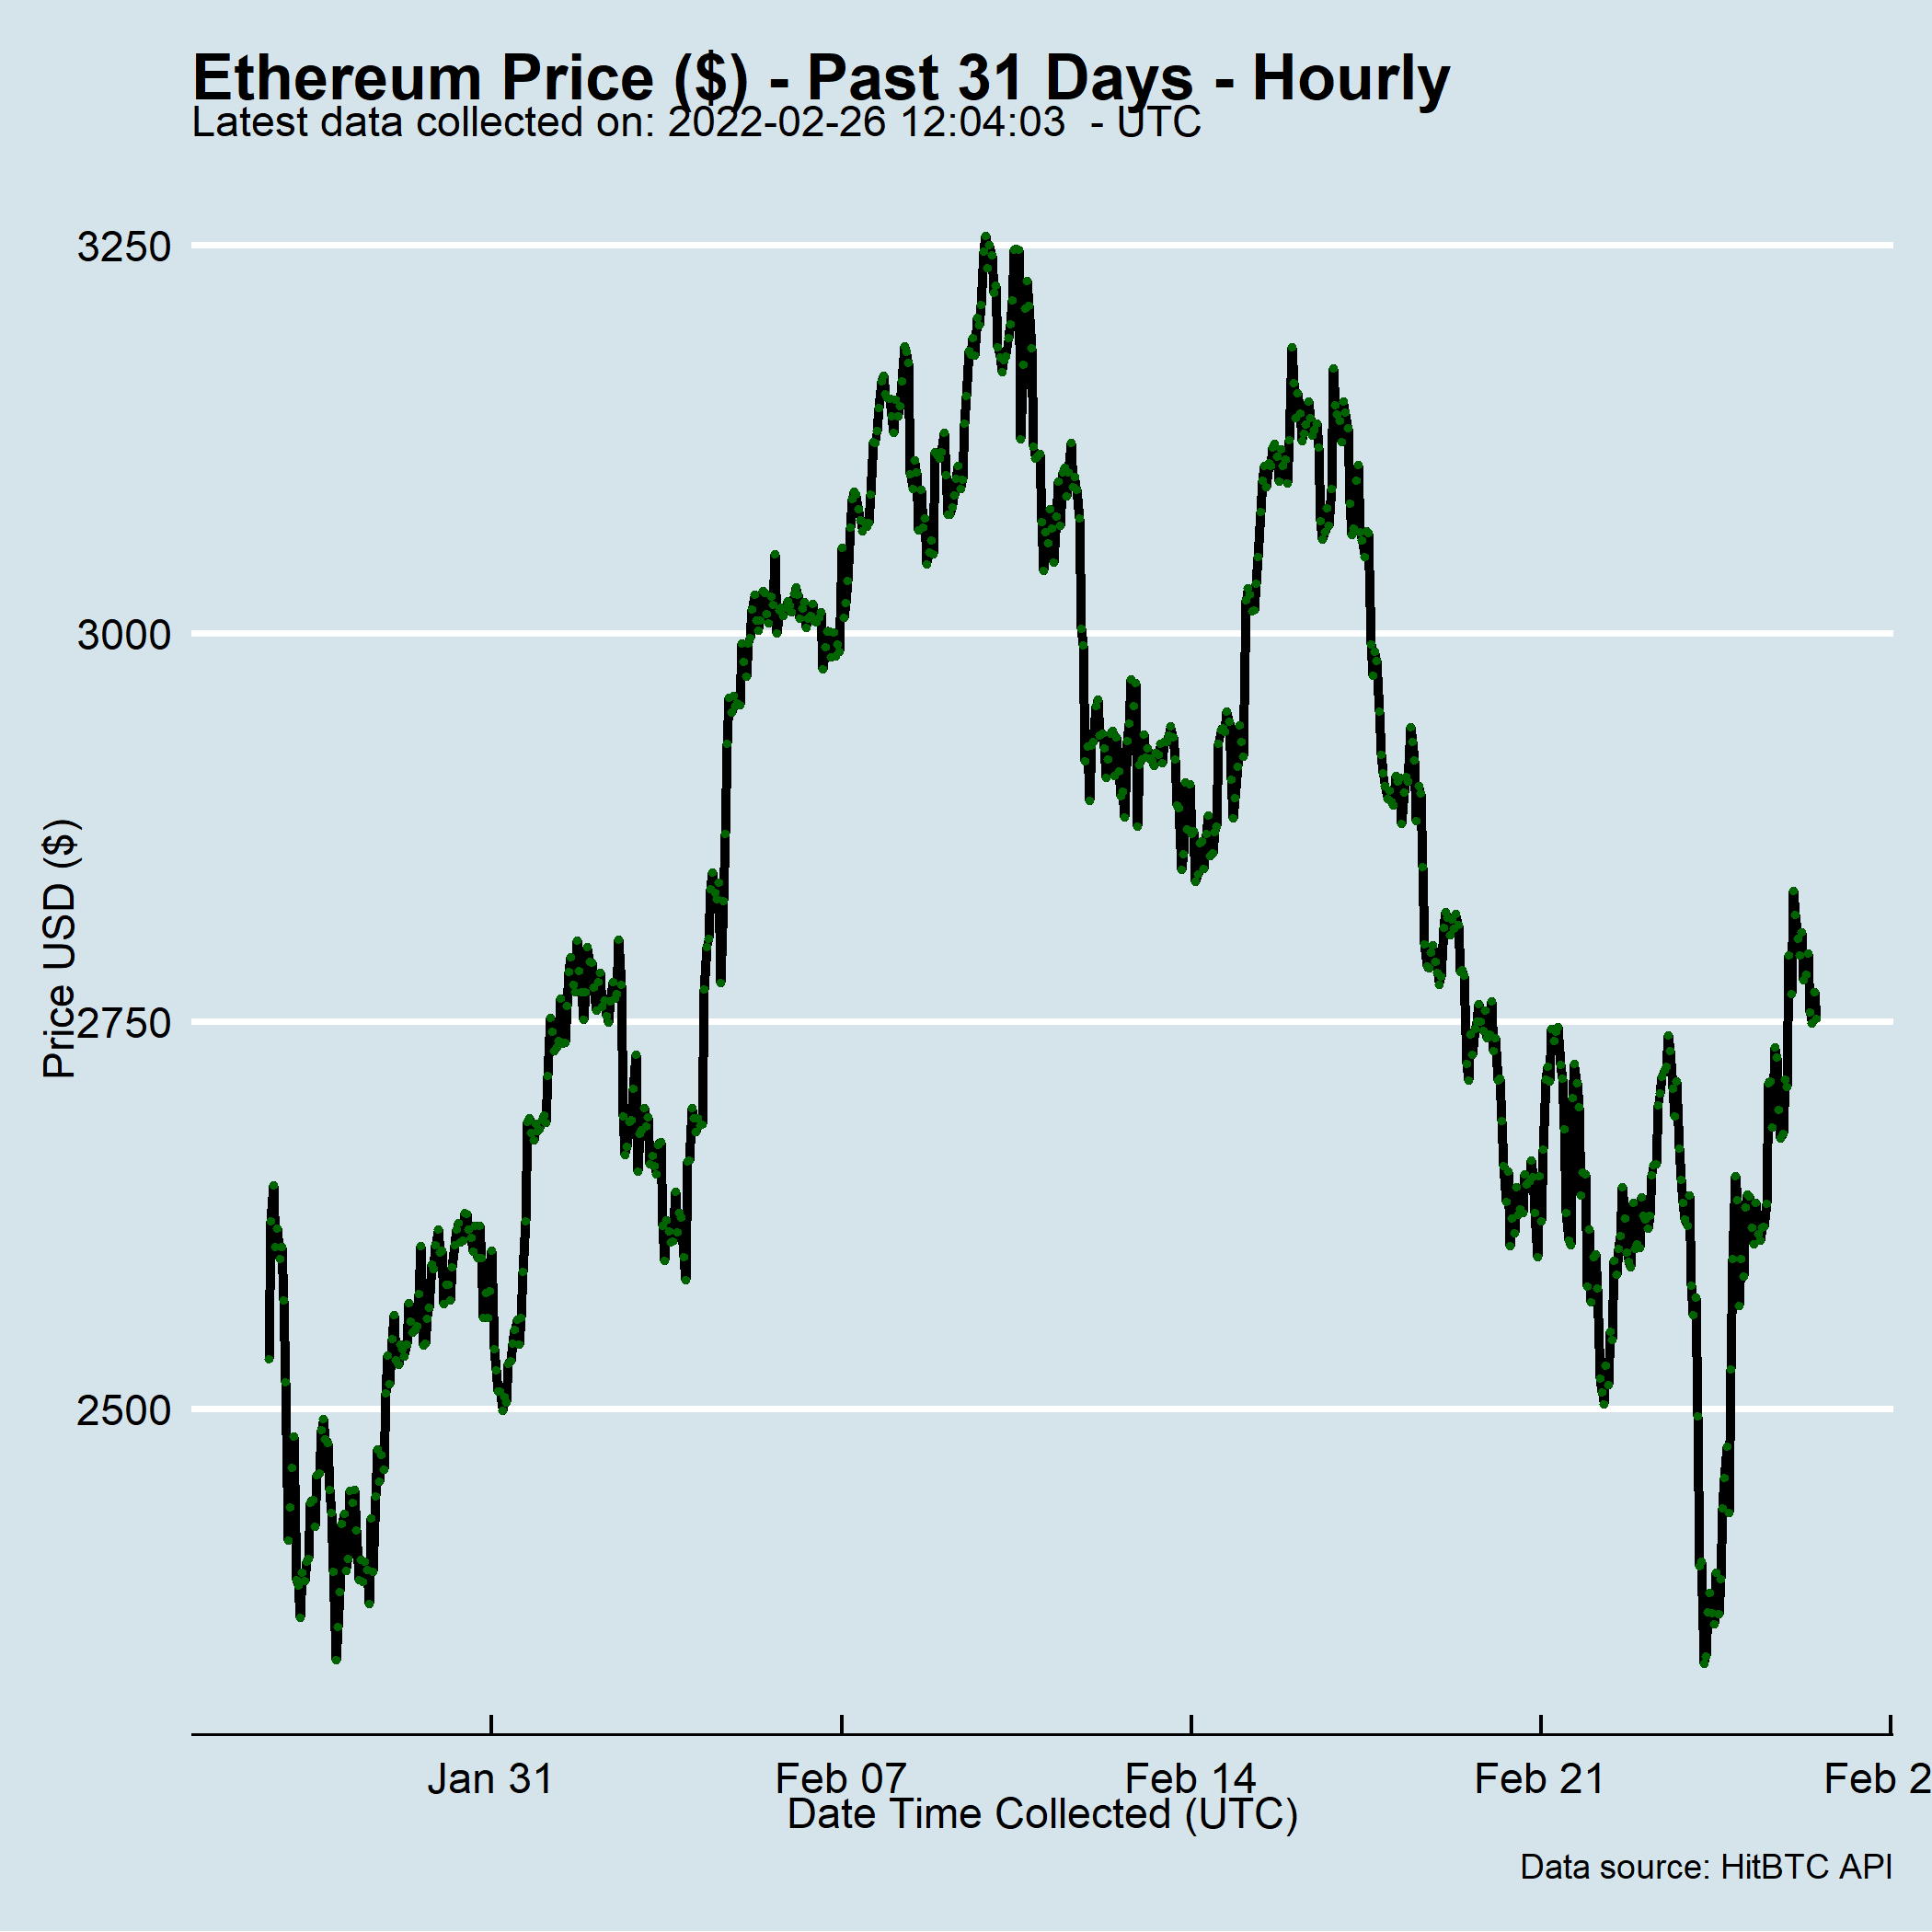 Ethereum Price ($) - Past 31 Days - Hourly
Latest data collected on: 2022-02-26 12:04:03  - UTC
3250
3000
2750
2500
Price USD ($)
Jan 31
Feb 07
Feb 14
Feb 21
Feb 2
Date Time Collected (UTC)
Data source: HitBTC API